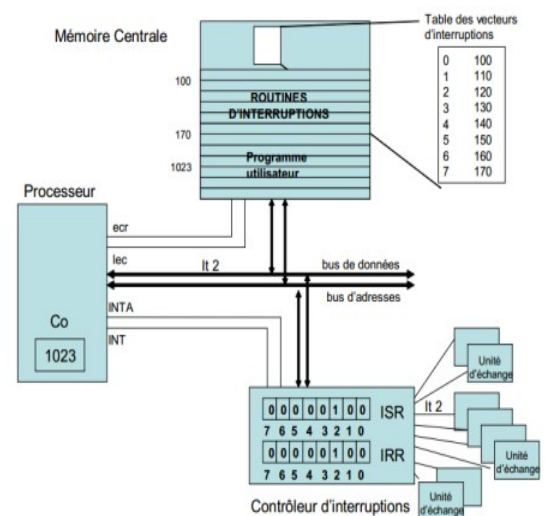 Mémoire Centrale
Table des vecteurs
d'interruptions
0 100
1 110
2 120
3 130
4 140
5 150
6 160
7 170
100
ROUTINES
D'INTERRUPTIONS
170
1023
Programme
utilisateur
Processeur
ecr
lec
It 2
bus de données
bus d'adresses
INTA
INT
Co
1023
Unité
d'échange
0 0 0 0 0 1 0 0 ISR
It 2
7 6 5 4 3 2 1 0
0 0 0 0 0 1 0 0 IRR
7 6 5 4 3 2 1 0
Unité
d'échange
Unité
d'échange
Contrôleur d'interruptions